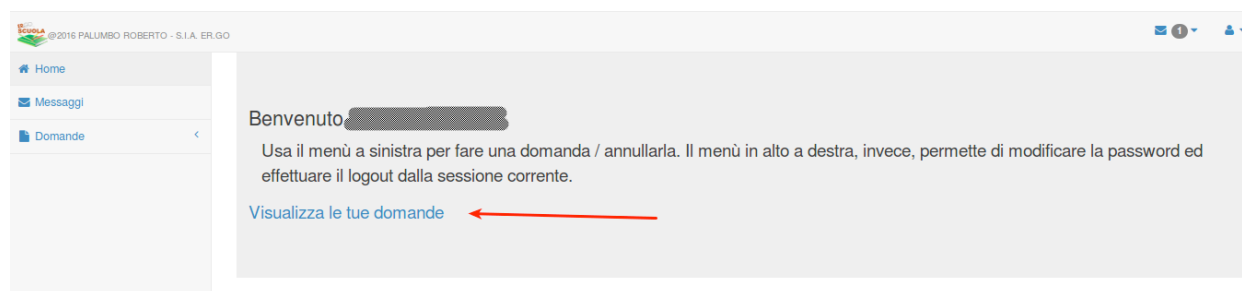 ER
SCUOLA
@2016 PALUMBO ROBERTO - S.I.A. ER.GO
1
Home
Messaggi
Domande
Benvenuto
Usa il menù a sinistra per fare una domanda / annullarla. Il menù in alto a destra, invece, permette di modificare la password ed
effettuare il logout dalla sessione corrente.
Visualizza le tue domande